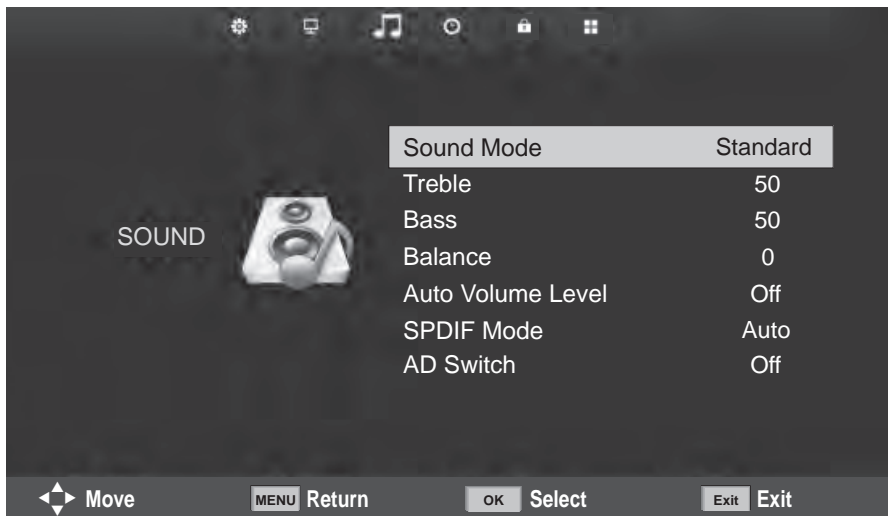 Sound Mode Standard
Treble 50
Bass 50
SOUND
Balance 0
Auto Volume Level Off
SPDIF Mode Auto
AD Switch Off
Move MENU Return OK Select Exit Exit